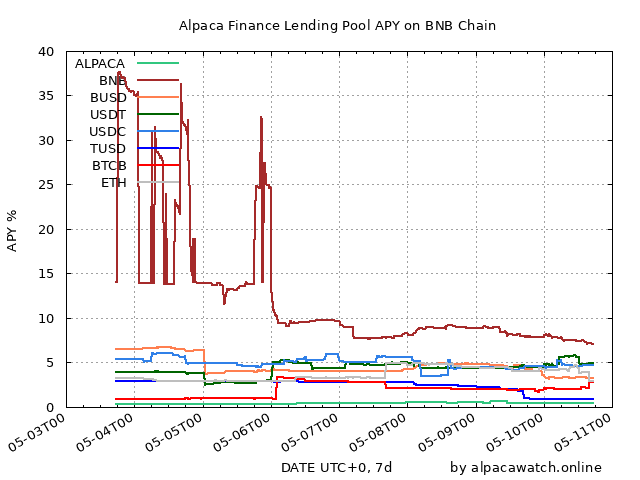 Alpaca Finance Lending Pool APY on BNB Chain
40
35
30
25
20
15
10
5
0
APY %
ALPACA
BNB
BUSD
USDT
USDC
TUSD
BTCB
ETH
05-03T00
05-04T00
05-05T00
05-06T00
05-07T00
05-08T00
05-09T00
05-10T00
05-11T00
DATE UTC+0, 7d
by alpacawatch.online